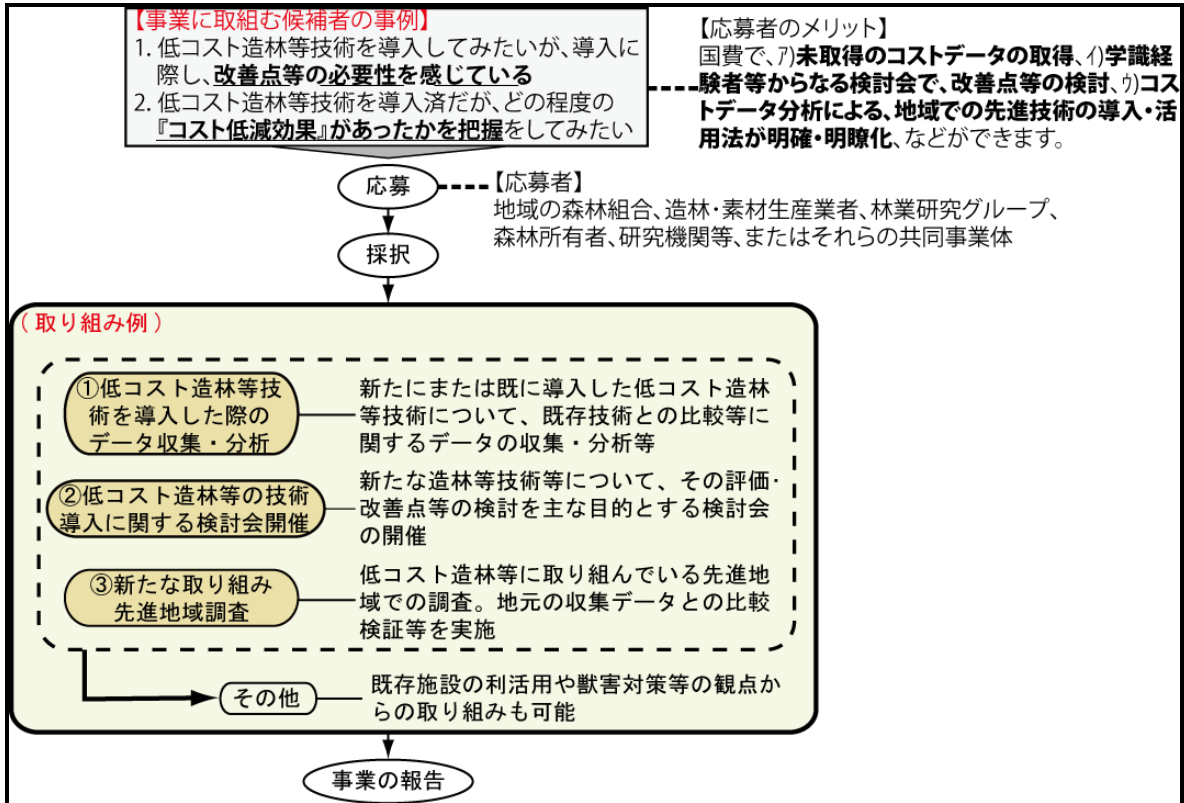 【事業に取組む候補者の事例】
1. 低コスト造林等技術を導入してみたいが、導入に
際し、改善点等の必要性を感じている
2. 低コスト造林等技術を導入済だが、どの程度の
『コスト低減効果』があったかを把握をしてみたい
【応募者のメリット】
国費で、ｱ)未取得のコストデータの取得、ｲ)学識経
験者等からなる検討会で、改善点等の検討、ｳ)コス
トデータ分析による、地域での先進技術の導入・活
用法が明確・明瞭化、などができます。
応募
【応募者】
地域の森林組合、造林・素材生産業者、林業研究グループ、
森林所有者、研究機関等、またはそれらの共同事業体
採択
（取り組み例）
①低コスト造林等技
術を導入した際の
データ収集・分析
新たにまたは既に導入した低コスト造林
等技術について、既存技術との比較等に
関するデータの収集・分析等
②低コスト造林等の技術
導入に関する検討会開催
新たな造林等技術等について、その評価・
改善点等の検討を主な目的とする検討会
の開催
③新たな取り組み
先進地域調査
低コスト造林等に取り組んでいる先進地
域での調査。地元の収集データとの比較
検証等を実施
その他
既存施設の利活用や獣害対策等の観点か
らの取り組みも可能
事業の報告